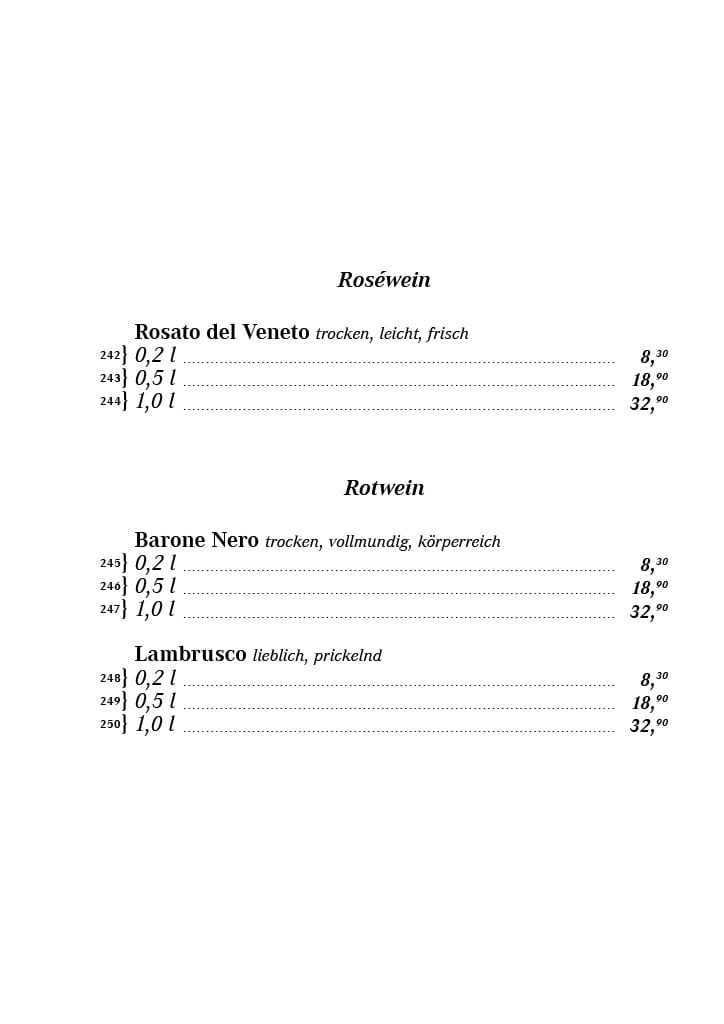 Roséwein
Rosato del Veneto trocken, leicht, frisch
242} 0,2 l 8,30
243} 0,5 l 18,90
244} 1,0 l 32,90
Rotwein
Barone Nero trocken, vollmundig, körperreich
245} 0,2 l 8,30
246} 0,5 l 18,90
247} 1,0 l 32,90
Lambrusco lieblich, prickelnd
248} 0,2 l 8,30
249} 0,5 l 18,90
250} 1,0 l 32,90